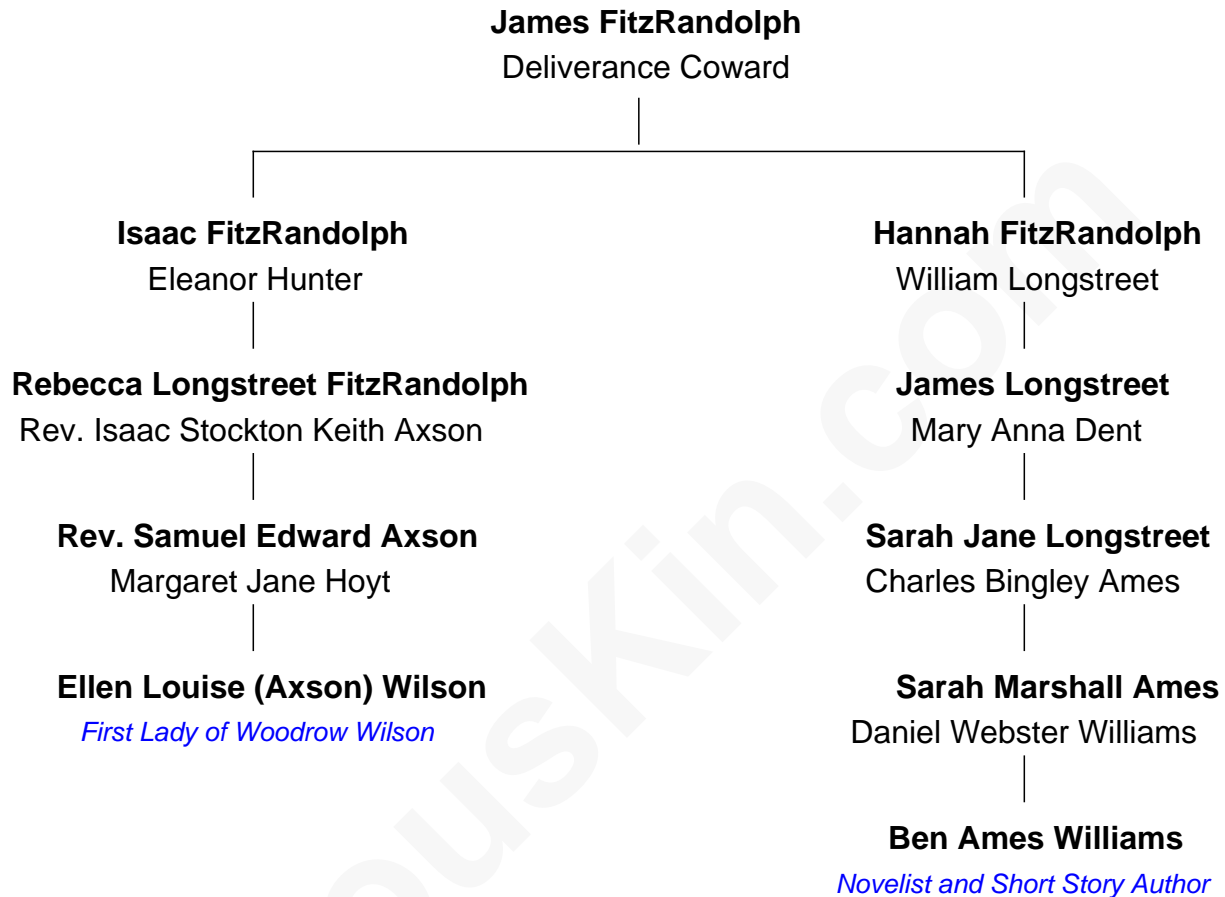 James FitzRandolph
Deliverance Coward
Isaac FitzRandolph
Eleanor Hunter
Rebecca Longstreet FitzRandolph
Rev. Isaac Stockton Keith Axson
Rev. Samuel Edward Axson
Margaret Jane Hoyt
Ellen Louise (Axson) Wilson
First Lady of Woodrow Wilson
Hannah FitzRandolph
William Longstreet
James Longstreet
Mary Anna Dent
Sarah Jane Longstreet
Charles Bingley Ames
Sarah Marshall Ames
Daniel Webster Williams
Ben Ames Williams
Novelist and Short Story Author
ousKin.com